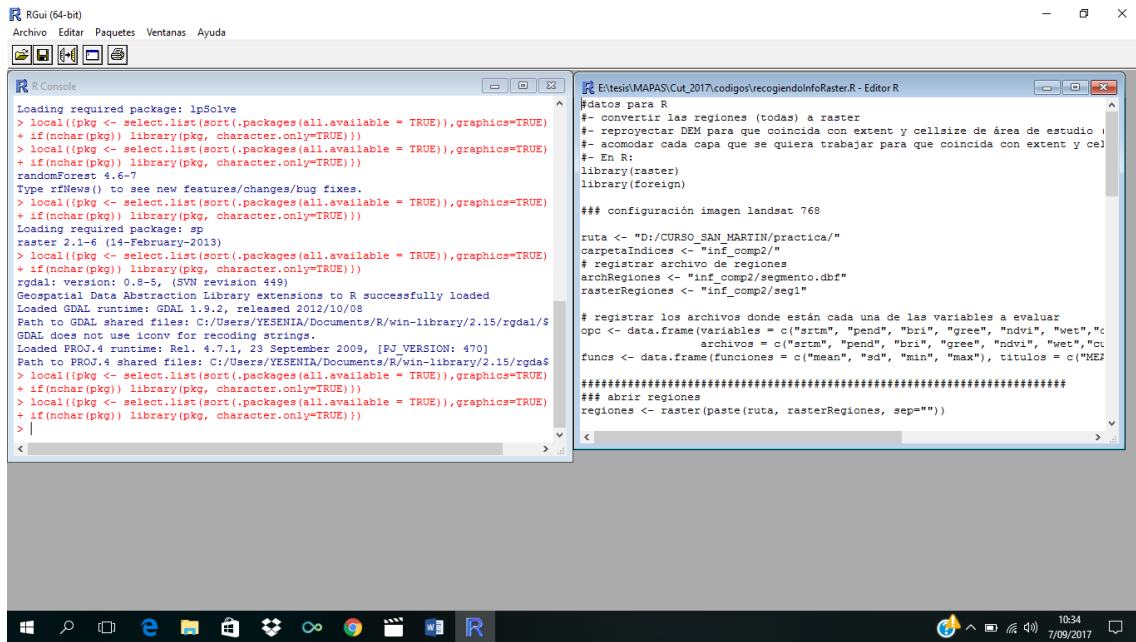 RGui (64-bit)
Archivo Editar Paquetes Ventanas Ayuda
R Console
Loading required package: lpSolve
> local({pkg <- select.list(sort(.packages(all.available = TRUE)),graphics=TRUE)
+ if(nchar(pkg)) library(pkg, character.only=TRUE)})
> local({pkg <- select.list(sort(.packages(all.available = TRUE)),graphics=TRUE)
+ if(nchar(pkg)) library(pkg, character.only=TRUE)})
randomForest 4.6-7
Type rfNews() to see new features/changes/bug fixes.
> local({pkg <- select.list(sort(.packages(all.available = TRUE)),graphics=TRUE)
+ if(nchar(pkg)) library(pkg, character.only=TRUE)})
Loading required package: sp
raster 2.1-6 (14-February-2013)
> local({pkg <- select.list(sort(.packages(all.available = TRUE)),graphics=TRUE)
+ if(nchar(pkg)) library(pkg, character.only=TRUE)})
rgdal: version: 0.8-5, (SVN revision 449)
Geospatial Data Abstraction Library extensions to R successfully loaded
Loaded GDAL runtime: GDAL 1.9.2, released 2012/10/08
Path to GDAL shared files: C:/Users/YESENIA/Documents/R/win-library/2.15/rgdal/$
GDAL does not use iconv for recoding strings.
Loaded PROJ.4 runtime: Rel. 4.7.1, 23 September 2009, [PJ_VERSION: 470]
Path to PROJ.4 shared files: C:/Users/YESENIA/Documents/R/win-library/2.15/rgda$
> local({pkg <- select.list(sort(.packages(all.available = TRUE)),graphics=TRUE)
+ if(nchar(pkg)) library(pkg, character.only=TRUE)})
> local({pkg <- select.list(sort(.packages(all.available = TRUE)),graphics=TRUE)
+ if(nchar(pkg)) library(pkg, character.only=TRUE)})
>
E:\tesis\MAPAS\Cut_2017\codigos\recogiendoInfoRaster.R - Editor R
#datos para R
#- convertir las regiones (todas) a raster
#- reproyectar DEM para que coincida con extent y cellsize de área de estudio (
#- acomodar cada capa que se quiera trabajar para que coincida con extent y cel
#- En R:
library(raster)
library(foreign)
### configuración imagen landsat 768
ruta <- "D:/CURSO_SAN_MARTIN/practica/"
carpetaIndices <- "inf_comp2/"
# registrar archivo de regiones
archRegiones <- "inf_comp2/segmento.dbf"
rasterRegiones <- "inf_comp2/seg1"
# registrar los archivos donde están cada una de las variables a evaluar
opc <- data.frame(variables = c("srtm", "pend", "bri", "gree", "ndvi", "wet","c
archivos = c("srtm", "pend", "bri", "gree", "ndvi", "wet","cu
funcs <- data.frame(funciones = c("mean", "sd", "min", "max"), titulos = c("MEA
########################################################################
### abrir regiones
regiones <- raster(paste(ruta, rasterRegiones, sep=""))
10:34
7/09/2017